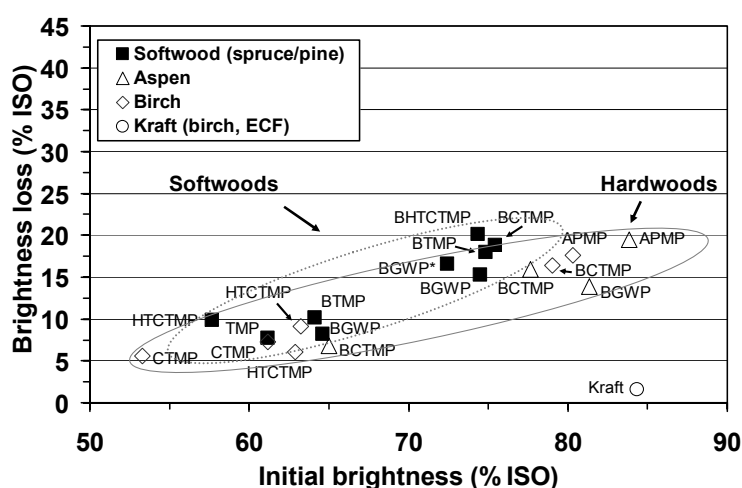 45
40
35
30
25
20
15
10
5
0
Brightness loss (% ISO)
Softwood (spruce/pine)
Aspen
Birch
Kraft (birch, ECF)
Softwoods
Hardwoods
BHTCTMP
BCTMP
BTMP
APMP
APMP
BGWP*
BGWP
BCTMP
BCTMP
BGWP
HTCTMP
BTMP
HTCTMP
TMP
BGWP
CTMP
CTMP
BCTMP
HTCTMP
Kraft
50 60 70 80 90
Initial brightness (% ISO)